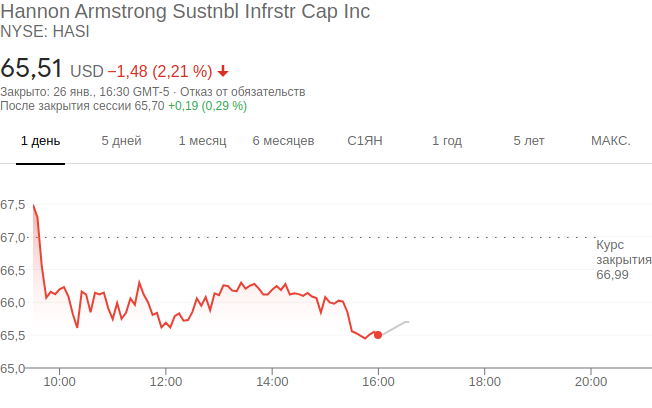 Hannon Armstrong Sustnbl Infrstr Cap Inc
NYSE: HASI
65,51 USD −1,48 (2,21 %)
Закрыто: 26 янв., 16:30 GMT-5 · Отказ от обязательств
После закрытия сессии 65,70 +0,19 (0,29 %)
1 день 5 дней 1 месяц 6 месяцев С1ЯН 1 год 5 лет МАКС.
67,5
67,0
Курс
закрытия
66,99
66,5
66,0
65,5
65,0
10:00 12:00 14:00 16:00 18:00 20:00